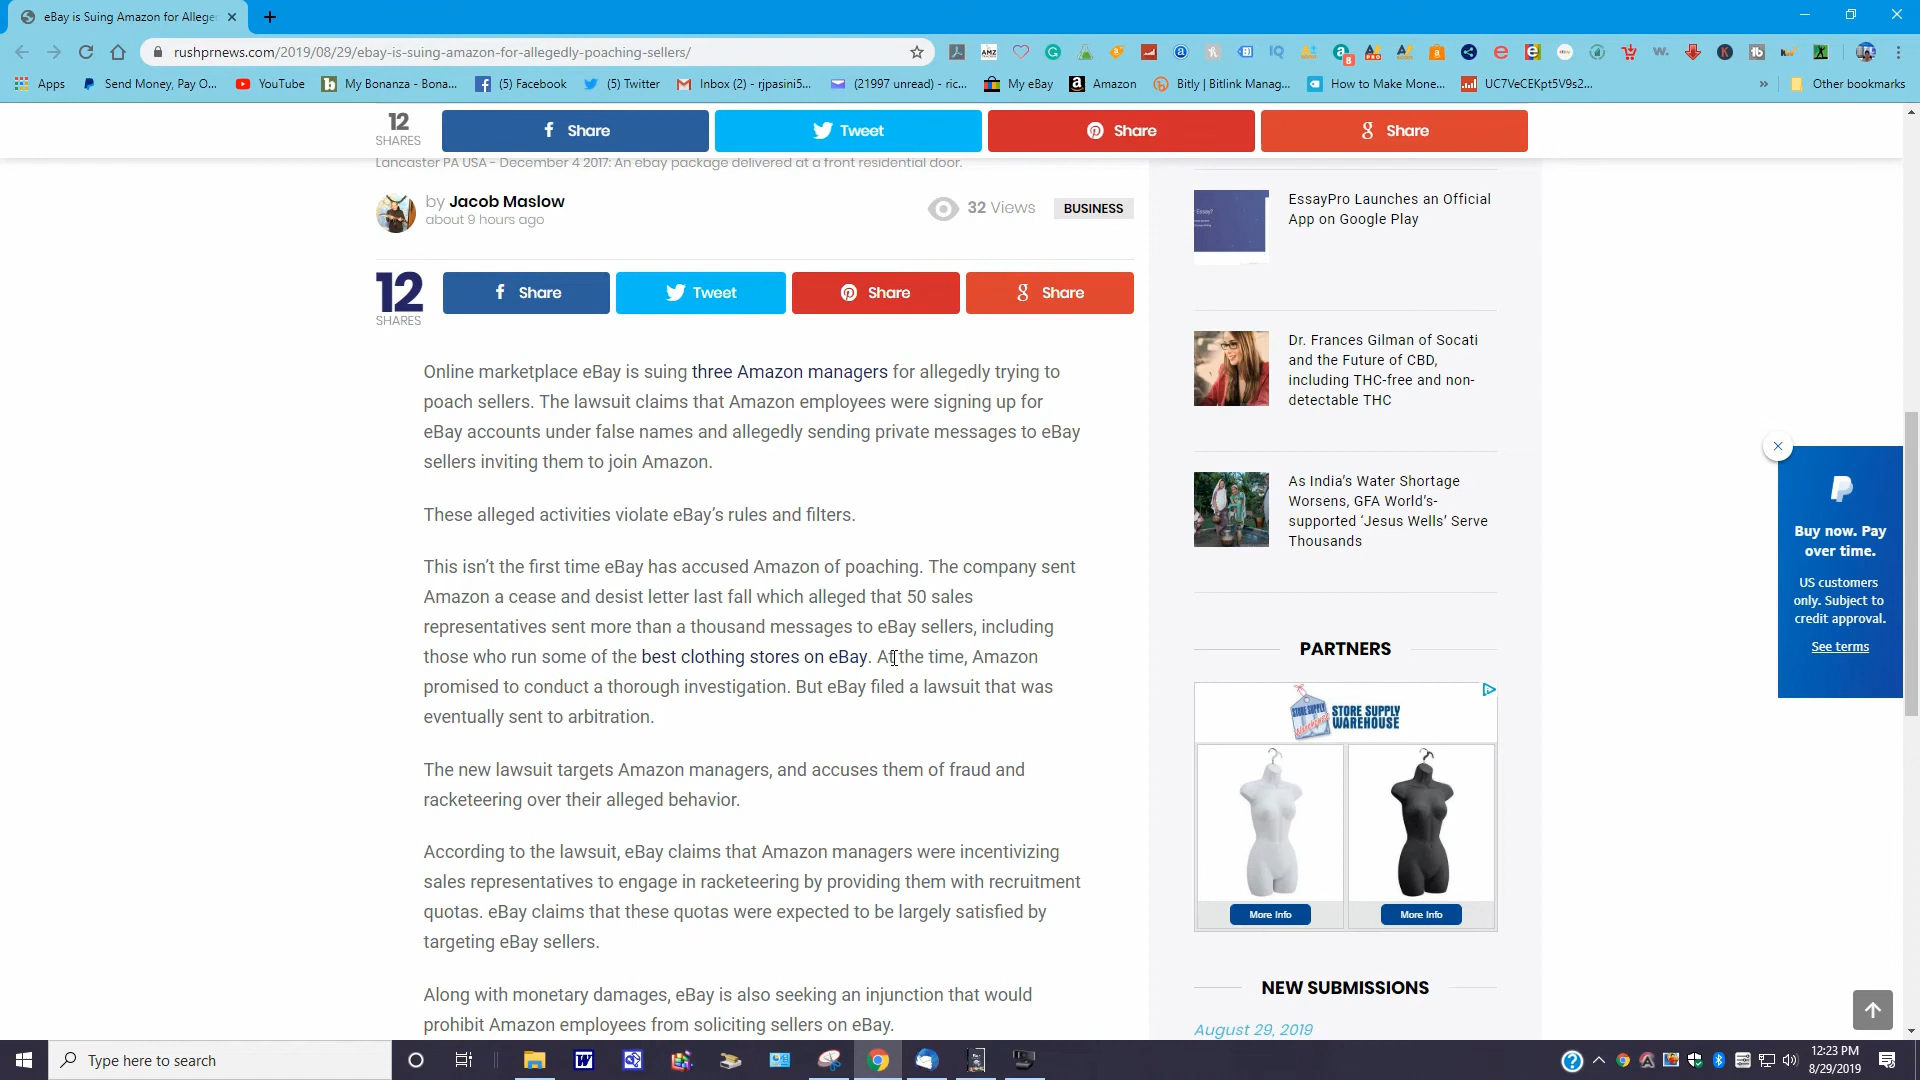 eBay is Suing Amazon for Allege
rushprnews.com/2019/08/29/ebay-is-suing-amazon-for-allegedly-poaching-sellers/
Apps
Send Money, Pay O...
YouTube
My Bonanza - Bona...
(5) Facebook
(5) Twitter
Inbox (2) - rjpasini5...
(21997 unread) - ric...
My eBay
Amazon
Bitly | Bitlink Manag...
How to Make Mone...
UC7VeCEKpt5V9s2...
»
Other bookmarks
12
SHARES
Share
Tweet
Share
Share
Lancaster PA USA - December 4 2017: An ebay package delivered at a front residential door.
by Jacob Maslow
about 9 hours ago
32 Views
BUSINESS
12
SHARES
Share
Tweet
Share
Share
Online marketplace eBay is suing three Amazon managers for allegedly trying to
poach sellers. The lawsuit claims that Amazon employees were signing up for
eBay accounts under false names and allegedly sending private messages to eBay
sellers inviting them to join Amazon.
These alleged activities violate eBay's rules and filters.
This isn't the first time eBay has accused Amazon of poaching. The company sent
Amazon a cease and desist letter last fall which alleged that 50 sales
representatives sent more than a thousand messages to eBay sellers, including
those who run some of the best clothing stores on eBay. At the time, Amazon
promised to conduct a thorough investigation. But eBay filed a lawsuit that was
eventually sent to arbitration.
The new lawsuit targets Amazon managers, and accuses them of fraud and
racketeering over their alleged behavior.
According to the lawsuit, eBay claims that Amazon managers were incentivizing
sales representatives to engage in racketeering by providing them with recruitment
quotas. eBay claims that these quotas were expected to be largely satisfied by
targeting eBay sellers.
Along with monetary damages, eBay is also seeking an injunction that would
prohibit Amazon employees from soliciting sellers on eBay.
EssayPro Launches an Official
App on Google Play
Dr. Frances Gilman of Socati
and the Future of CBD,
including THC-free and non-
detectable THC
As India's Water Shortage
Worsens, GFA World's-
supported 'Jesus Wells' Serve
Thousands
PARTNERS
STORE SUPPLY
WAREHOUSE
STORE SUPPLY
WAREHOUSE
More Info
More Info
NEW SUBMISSIONS
August 29, 2019
Buy now. Pay
over time.
US customers
only. Subject to
credit approval.
See terms
Type here to search
12:23 PM
8/29/2019